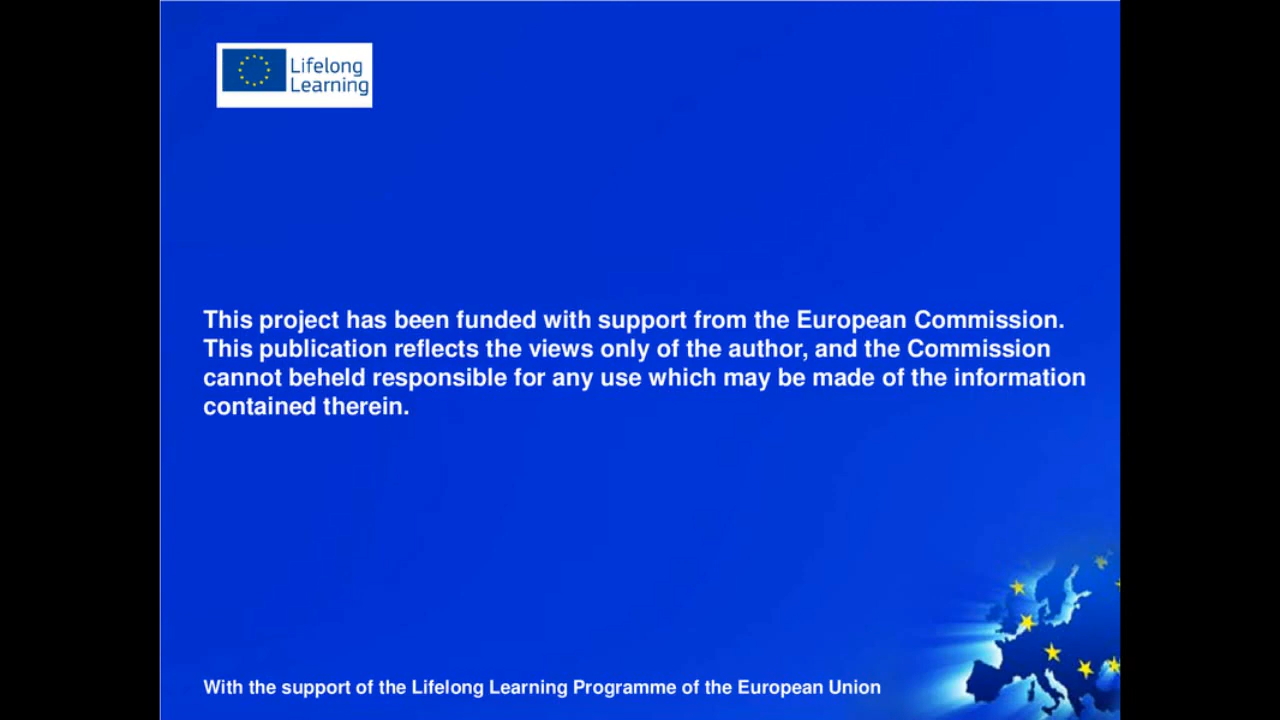 Lifelong
Learning
This project has been funded with support from the European Commission.
This publication reflects the views only of the author, and the Commission
cannot beheld responsible for any use which may be made of the information
contained therein.
With the support of the Lifelong Learning Programme of the European Union